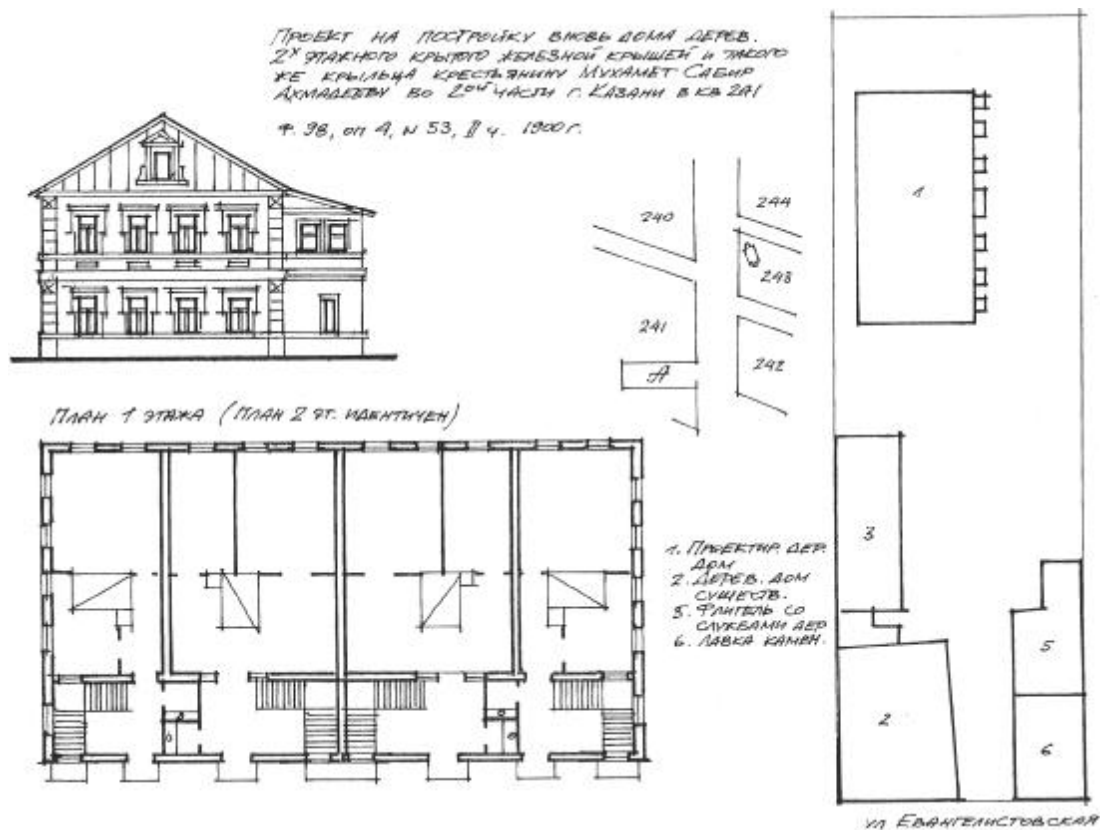 ПРОЕКТ НА ПОСТРОЙКУ ВНОВЬ ДОМА ДЕРЕВ.
2Х ЭТАЖНОГО КРЫТОГО ЖЕЛЕЗНОЙ КРЫШЕЙ И ТАКОГО
ЖЕ КРЫЛЬЦА КРЕСТЬЯНИНУ МУХАМЕТ САБИР
АХМАДЕЕВУ ВО 2ОЙ ЧАСТИ Г. КАЗАНИ В КВ 241
Ф. 98, ОП 4, N 53, II Ч. 1900 Г.
240
244
243
241
242
А
ПЛАН 1 ЭТАЖА (ПЛАН 2 ЭТ. ИДЕНТИЧЕН)
1. ПРОЕКТИР. ДЕР.
ДОМ
2. ДЕРЕВ. ДОМ
СУЩЕСТВ.
5. ФЛИГЕЛЬ СО
СЛУЖБАМИ ДЕР
6. ЛАВКА КАМЕН.
1
3
5
2
6
УЛ ЕВАНГЕЛИСТОВСКАЯ